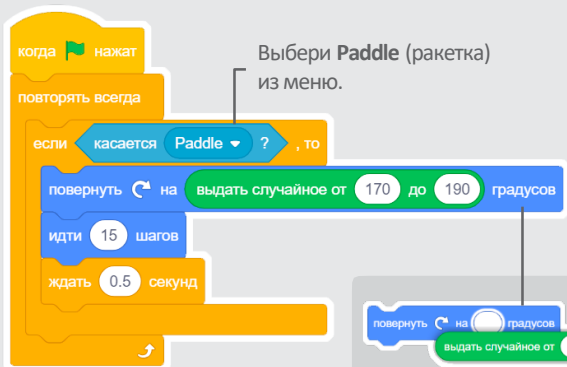 когда нажат
Выбери Paddle (ракетка)
из меню.
повторять всегда
если касается Paddle ? , то
повернуть на выдать случайное от 170 до 190 градусов
идти 15 шагов
ждать 0.5 секунд
повернуть на градусов
выдать случайное от